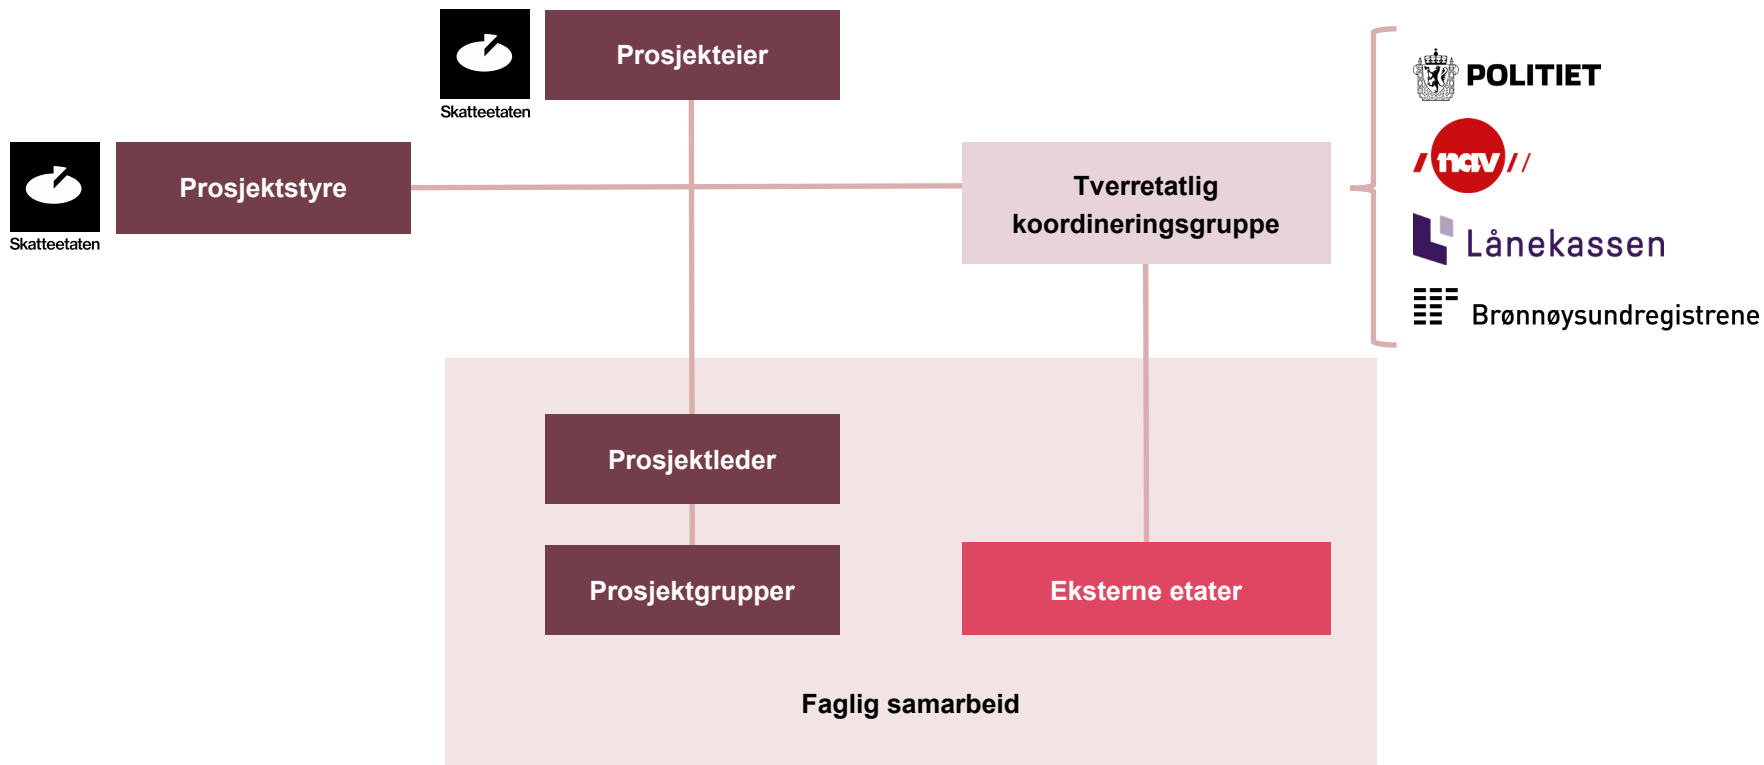 Prosjekteier
Skatteetaten
Prosjektstyre
Skatteetaten
Tverretatlig
koordineringsgruppe
POLITIET
nav
Lånekassen
Brønnøysundregistrene
Prosjektleder
Prosjektgrupper
Eksterne etater
Faglig samarbeid